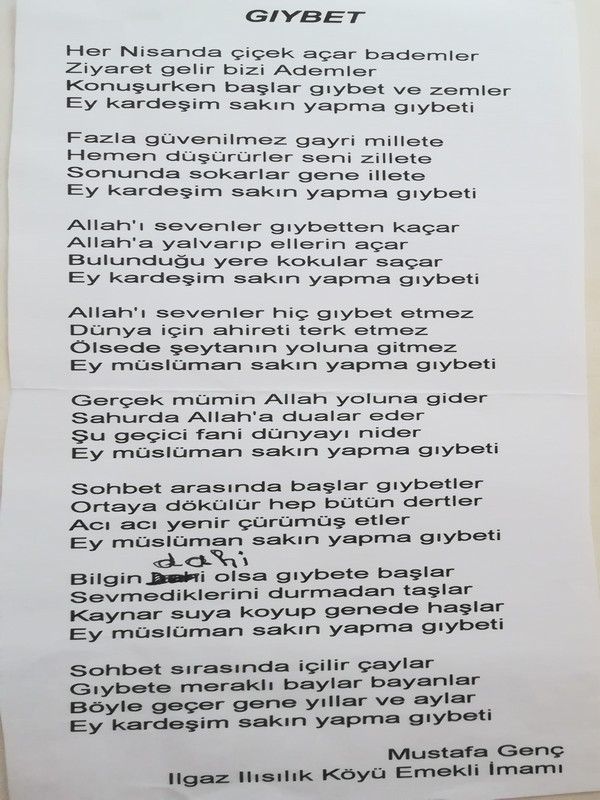 GIYBET
Her Nisanda çiçek açar bademler
Ziyaret gelir bizi Ademler
Konuşurken başlar gıybet ve zemler
Ey kardeşim sakın yapma gıybeti
Fazla güvenilmez gayri millete
Hemen düşürürler seni zillete
Sonunda sokarlar gene illete
Ey kardeşim sakın yapma gıybeti
Allah'ı sevenler gıybetten kaçar
Allah'a yalvarıp ellerin açar
Bulunduğu yere kokular saçar
Ey kardeşim sakın yapma gıybeti
Allah'ı sevenler hiç gıybet etmez
Dünya için ahireti terk etmez
Ölsede şeytanın yoluna gitmez
Ey müslüman sakın yapma gıybeti
Gerçek mümin Allah yoluna gider
Sahurda Allah'a dualar eder
Şu geçici fani dünyayı nider
Ey müslüman sakın yapma gıybeti
Sohbet arasında başlar gıybetler
Ortaya dökülür hep bütün dertler
Acı acı yenir çürümüş etler
Ey müslüman sakın yapma gıybeti
Bilgin dahi olsa gıybete başlar
Sevmediklerini durmadan taşlar
Kaynar suya koyup genede haşlar
Ey müslüman sakın yapma gıybeti
Sohbet sırasında içilir çaylar
Gıybete meraklı baylar bayanlar
Böyle geçer gene yıllar ve aylar
Ey kardeşim sakın yapma gıybeti
Mustafa Genç
Ilgaz Ilısılık Köyü Emekli İmamı